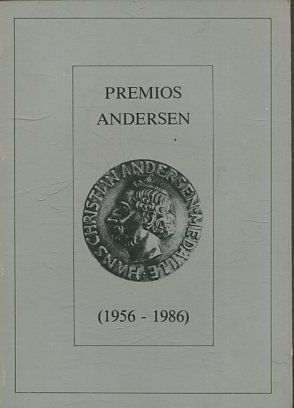 PREMIOS
ANDERSEN
HANS CHRISTIAN ANDERSEN · MEDAILLE ·
(1956 - 1986)